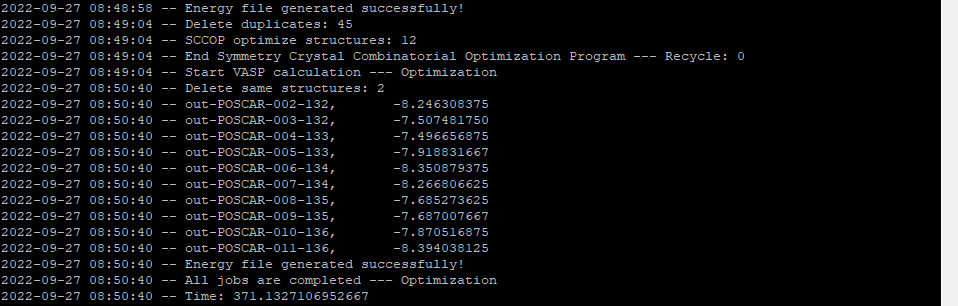 2022-09-27 08:48:58 -- Energy file generated successfully!
2022-09-27 08:49:04 -- Delete duplicates: 45
2022-09-27 08:49:04 -- SCCOP optimize structures: 12
2022-09-27 08:49:04 -- End Symmetry Crystal Combinatorial Optimization Program --- Recycle: 0
2022-09-27 08:49:04 -- Start VASP calculation --- Optimization
2022-09-27 08:50:40 -- Delete same structures: 2
2022-09-27 08:50:40 -- out-POSCAR-002-132,       -8.246308375
2022-09-27 08:50:40 -- out-POSCAR-003-132,       -7.507481750
2022-09-27 08:50:40 -- out-POSCAR-004-133,       -7.496656875
2022-09-27 08:50:40 -- out-POSCAR-005-133,       -7.918831667
2022-09-27 08:50:40 -- out-POSCAR-006-134,       -8.350879375
2022-09-27 08:50:40 -- out-POSCAR-007-134,       -8.266806625
2022-09-27 08:50:40 -- out-POSCAR-008-135,       -7.685273625
2022-09-27 08:50:40 -- out-POSCAR-009-135,       -7.687007667
2022-09-27 08:50:40 -- out-POSCAR-010-136,       -7.870516875
2022-09-27 08:50:40 -- out-POSCAR-011-136,       -8.394038125
2022-09-27 08:50:40 -- Energy file generated successfully!
2022-09-27 08:50:40 -- All jobs are completed --- Optimization
2022-09-27 08:50:40 -- Time: 371.1327106952667